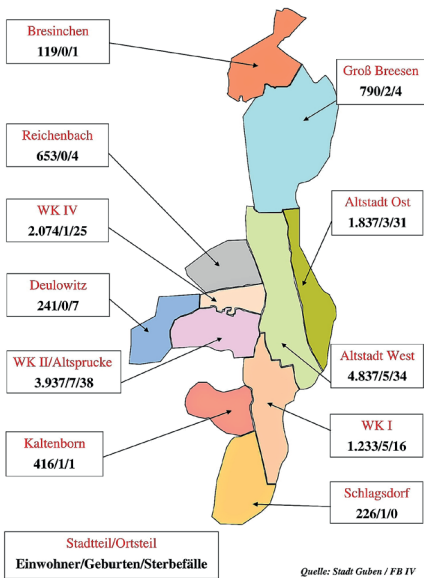 Bresinchen
119/0/1
Groß Breesen
790/2/4
Reichenbach
653/0/4
Altstadt Ost
1.837/3/31
WK IV
2.074/1/25
Deulowitz
241/0/7
WK II/Altsprucke
3.937/7/38
Altstadt West
4.837/5/34
Kaltenborn
416/1/1
WK I
1.233/5/16
Schlagsdorf
226/1/0
Stadtteil/Ortsteil
Einwohner/Geburten/Sterbefälle
Quelle: Stadt Guben / FB IV